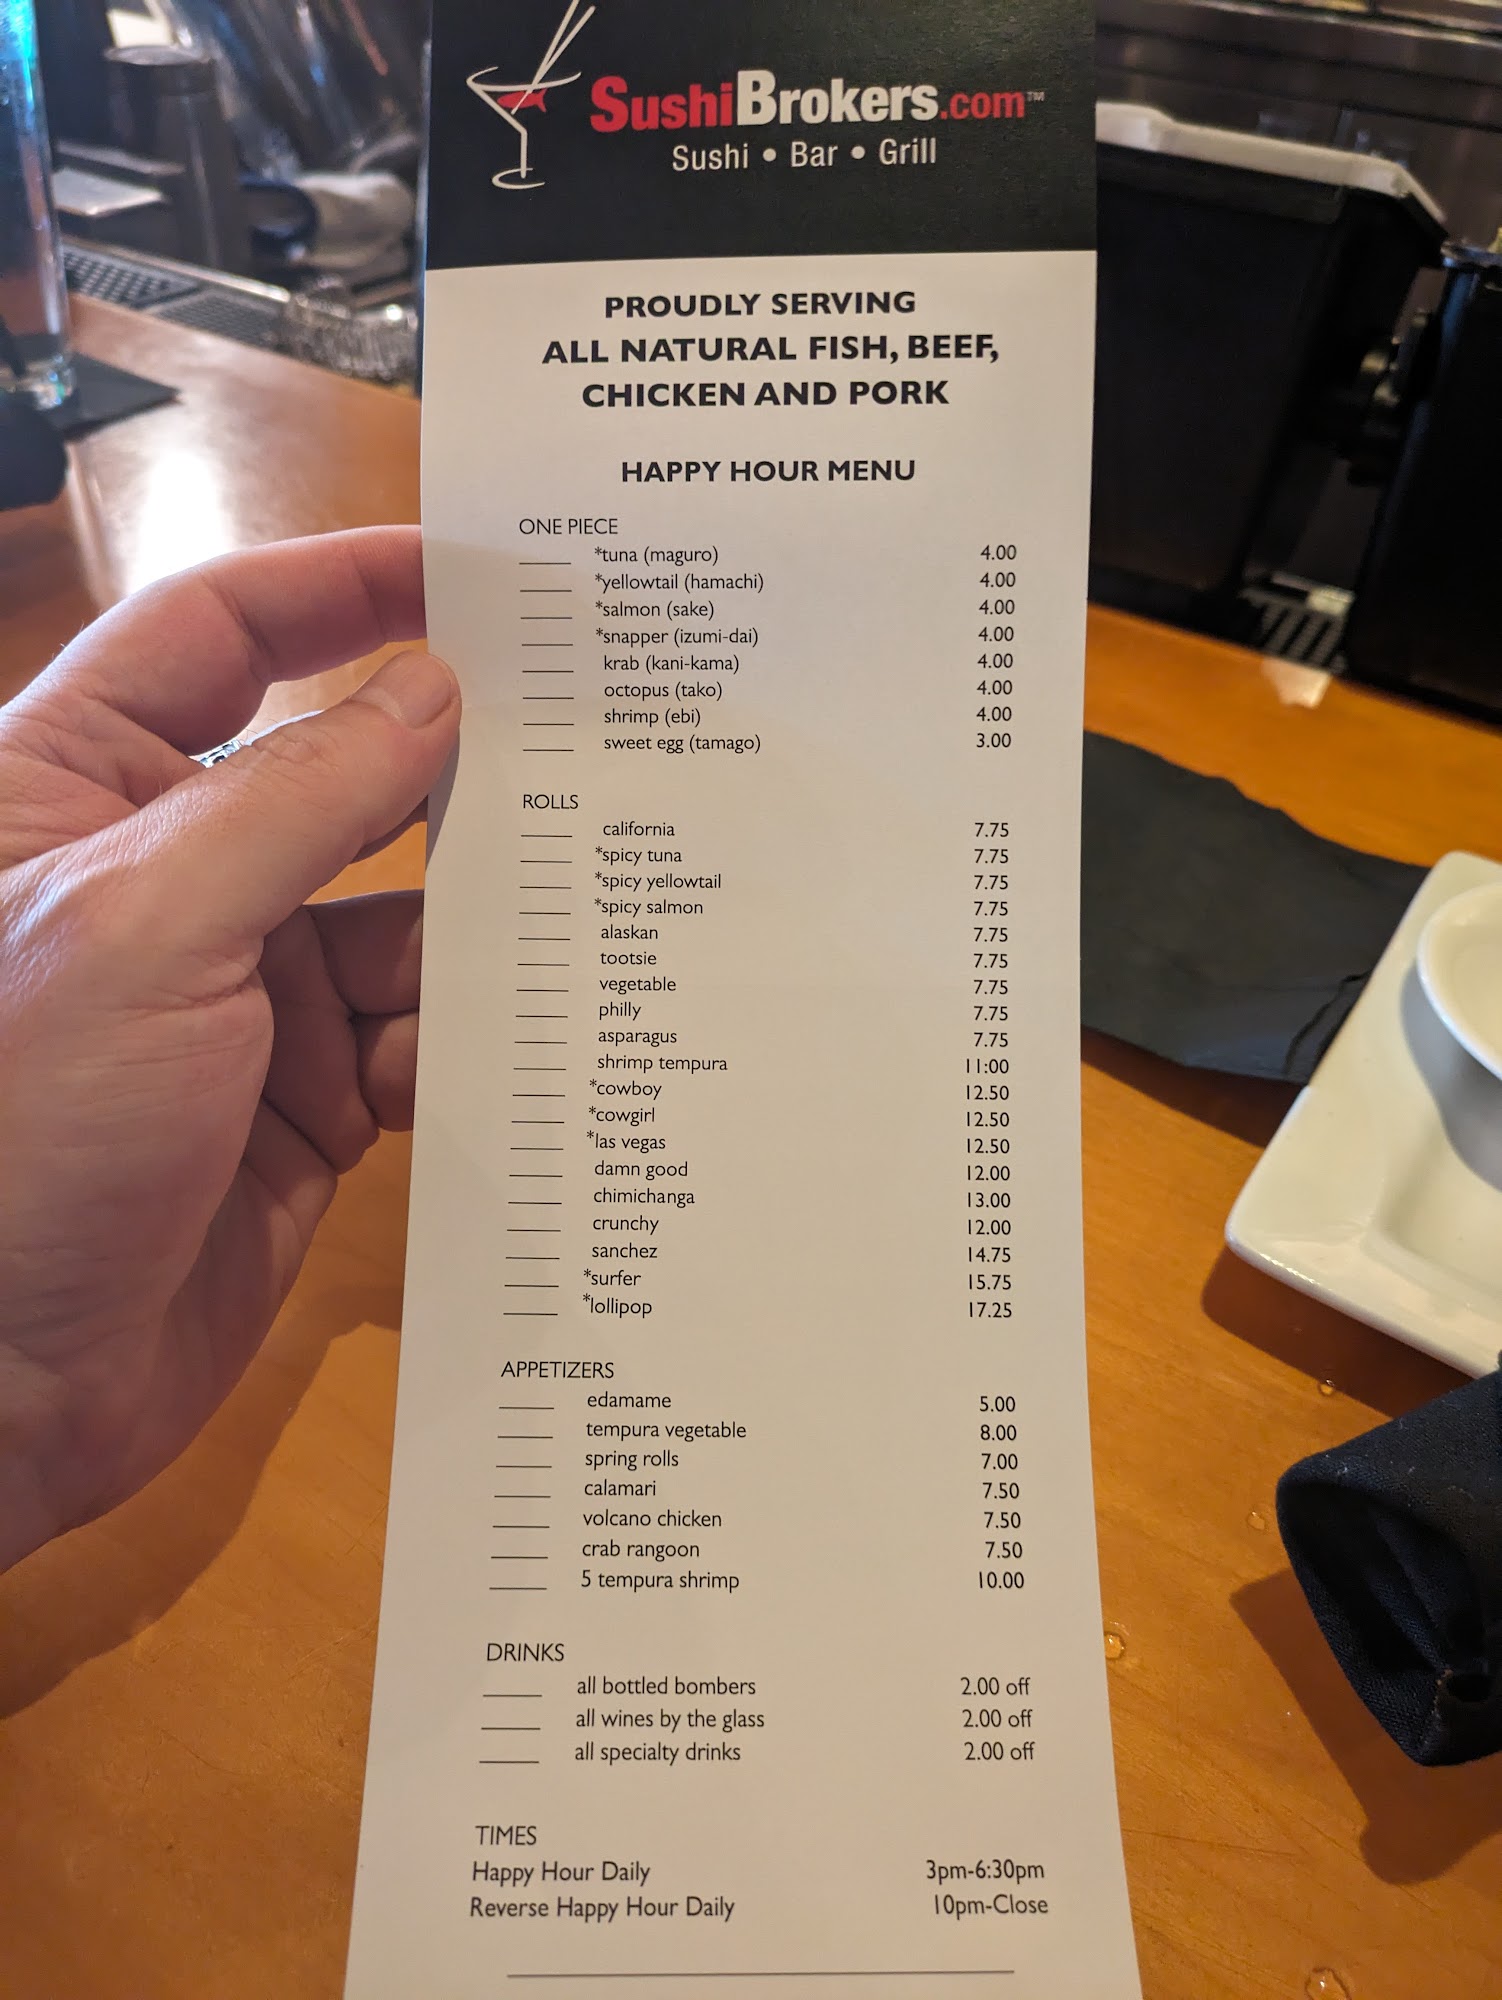 SushiBrokers.com™
Sushi • Bar • Grill
PROUDLY SERVING
ALL NATURAL FISH, BEEF,
CHICKEN AND PORK
HAPPY HOUR MENU
ONE PIECE
*tuna (maguro) 4.00
*yellowtail (hamachi) 4.00
*salmon (sake) 4.00
*snapper (izumi-dai) 4.00
krab (kani-kama) 4.00
octopus (tako) 4.00
shrimp (ebi) 4.00
sweet egg (tamago) 3.00
ROLLS
california 7.75
*spicy tuna 7.75
*spicy yellowtail 7.75
*spicy salmon 7.75
alaskan 7.75
tootsie 7.75
vegetable 7.75
philly 7.75
asparagus 7.75
shrimp tempura 11:00
*cowboy 12.50
*cowgirl 12.50
*las vegas 12.50
damn good 12.00
chimichanga 13.00
crunchy 12.00
sanchez 14.75
*surfer 15.75
*lollipop 17.25
APPETIZERS
edamame 5.00
tempura vegetable 8.00
spring rolls 7.00
calamari 7.50
volcano chicken 7.50
crab rangoon 7.50
5 tempura shrimp 10.00
DRINKS
all bottled bombers 2.00 off
all wines by the glass 2.00 off
all specialty drinks 2.00 off
TIMES
Happy Hour Daily 3pm-6:30pm
Reverse Happy Hour Daily 10pm-Close